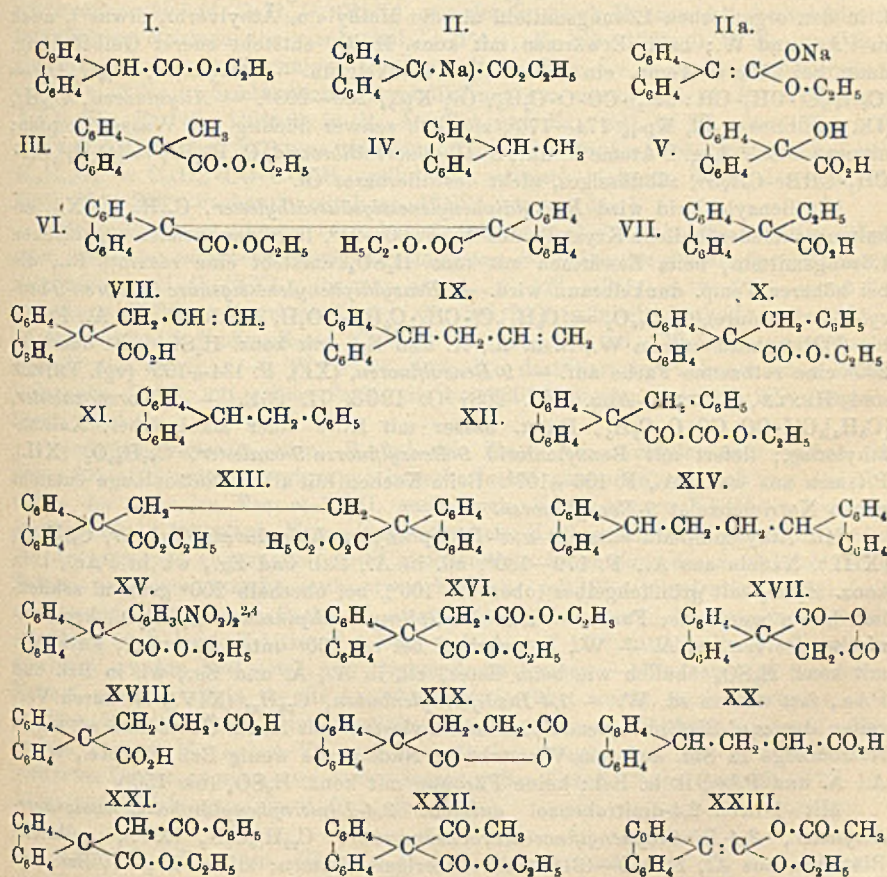 I. II. IIa.
C6H4 C6H4 >CH·CO·O·C2H5 C6H4 C6H4 >C(·Na)·CO2C2H5 C6H4 C6H4 >C : C< ONa O·C2H5
III. C6H4 C6H4 >C< CH3 CO·O·C2H5 IV. C6H4 C6H4 >CH·CH3 V. C6H4 C6H4 >C< OH CO2H
VI. C6H4 C6H4 >C CO·OC2H5 H5C2O·OC C< C6H4 C6H4 VII. C6H4 C6H4 >C< C2H5 CO2H
VIII. IX. X.
C6H4 C6H4 >C< CH2·CH:CH2 CO2H C6H4 C6H4 >CH·CH2·CH:CH2 C6H4 C6H4 >C< CH2·C6H5 CO·O·C2H5
XI. C6H4 C6H4 >CH·CH2·C6H5 XII. C6H4 C6H4 >C< CH2·C6H5 CO·CO·O·C2H5
XIII. XIV.
C6H4 C6H4 >C< CH2 CO2C2H5 CH2 H5C2·O2C >C< C6H4 C6H4 C6H4 C6H4 >CH·CH2·CH2·CH< C6H4 C6H4
XV. XVI. XVII.
C6H4 C6H4 >C< C6H3(NO2)2 2,4 CO·O·C2H5 C6H4 C6H4 >C< CH2·CO·O·C2H5 CO·O·C2H5 C6H4 C6H4 >C< CO—O CH2·CO
XVIII. XIX. XX.
C6H4 C6H4 >C< CH2·CH2·CO2H CO2H C6H4 C6H4 >C< CH2·CH2·CO CO——O C6H4 C6H4 >CH·CH2·CH2·CO2H
XXI. XXII. XXIII.
C6H4 C6H4 >C< CH2·CO·C6H5 CO·O·C2H5 C6H4 C6H4 >C< CO·CH3 CO·O·C2H5 C6H4 C6H4 >C : C< O·CO·CH3 O·C2H5